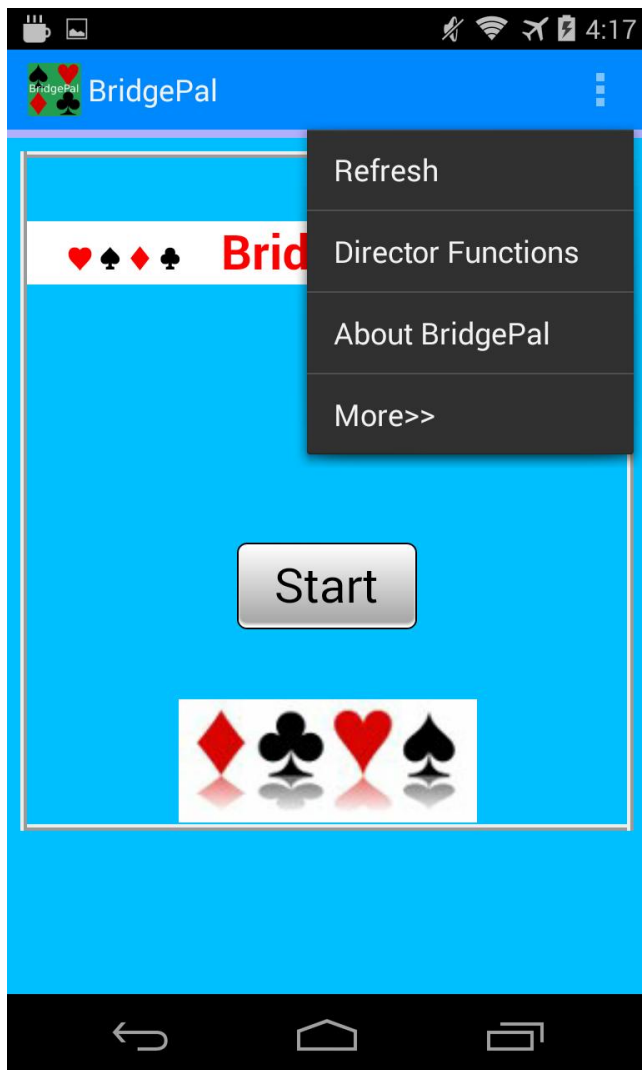 4:17
BridgePal
BridgePal
Refresh
Brid
Director Functions
About BridgePal
More>>
Start